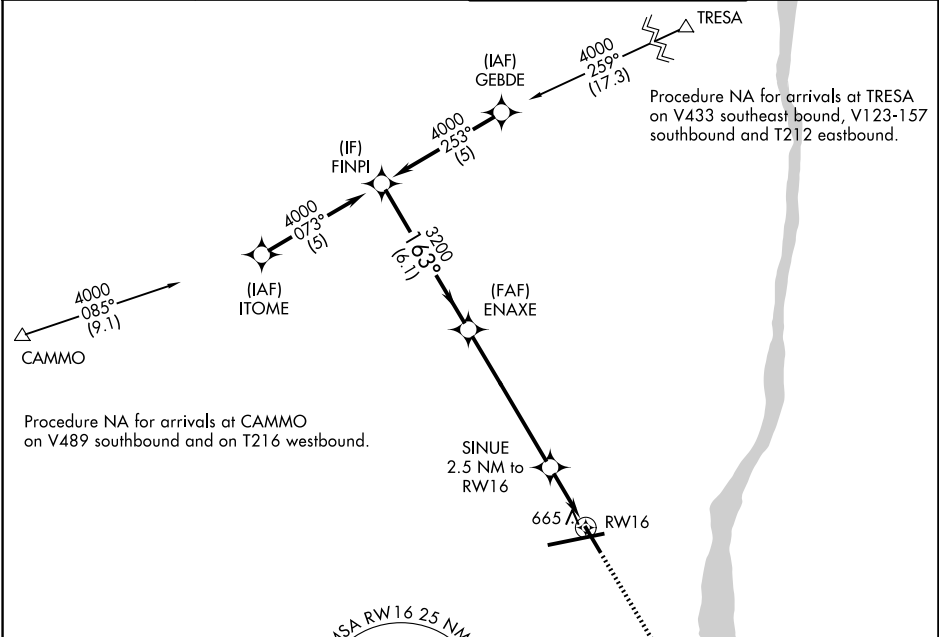 TRESA
4000
259°
(17.3)
(IAF)
GEBDE
Procedure NA for arrivals at TRESA
on V433 southeast bound, V123-157
southbound and T212 eastbound.
4000
253°
(5)
(IF)
FINPI
4000
073°
(5)
3200
163°
(6.1)
(IAF)
ITOME
4000
085°
(9.1)
CAMMO
(FAF)
ENAXE
Procedure NA for arrivals at CAMMO
on V489 southbound and on T216 westbound.
SINUE
2.5 NM to
RW16
665
RW16
MSA RW16 25 NM